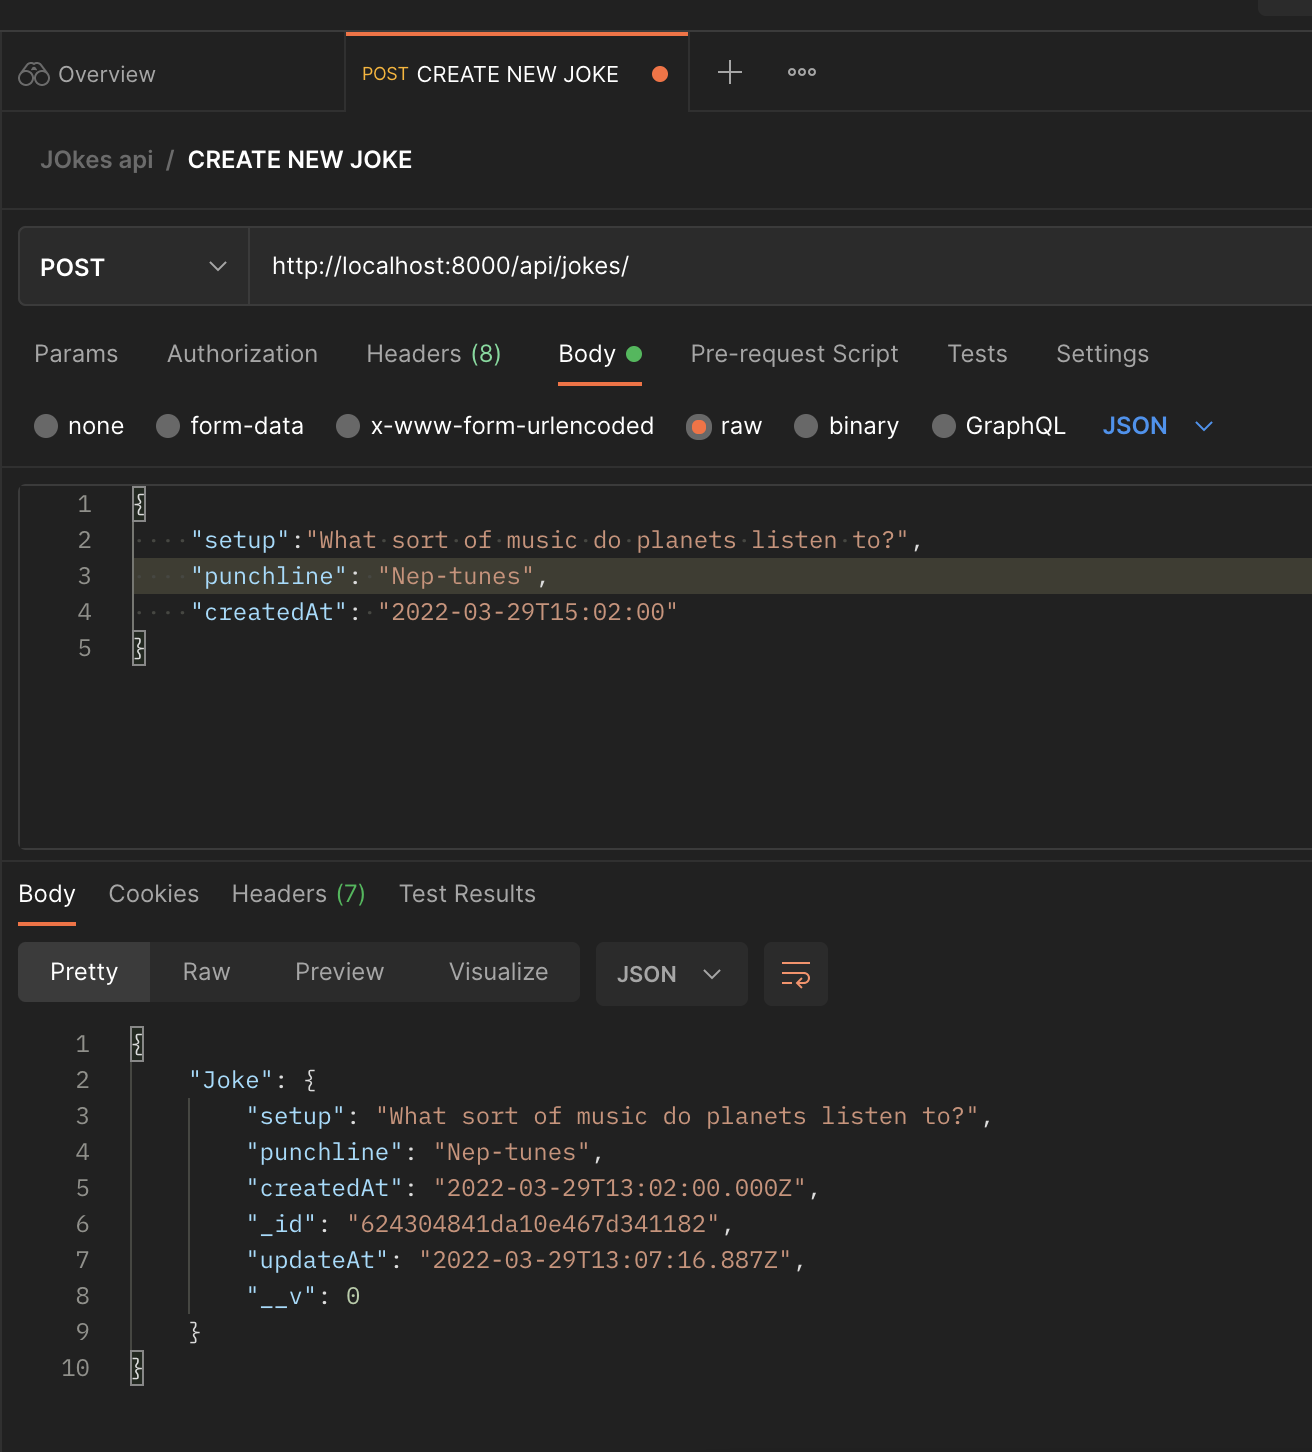 Overview
POST CREATE NEW JOKE
JOkes api / CREATE NEW JOKE
POST http://localhost:8000/api/jokes/
Params Authorization Headers (8) Body Pre-request Script Tests Settings
none form-data x-www-form-urlencoded raw binary GraphQL JSON
1 {
2 "setup":"What sort of music do planets listen to?",
3 "punchline": "Nep-tunes",
4 "createdAt": "2022-03-29T15:02:00"
5 }
Body Cookies Headers (7) Test Results
Pretty Raw Preview Visualize JSON
1 {
2 "Joke": {
3 "setup": "What sort of music do planets listen to?",
4 "punchline": "Nep-tunes",
5 "createdAt": "2022-03-29T13:02:00.000Z",
6 "_id": "624304841da10e467d341182",
7 "updateAt": "2022-03-29T13:07:16.887Z",
8 "__v": 0
9 }
10 }